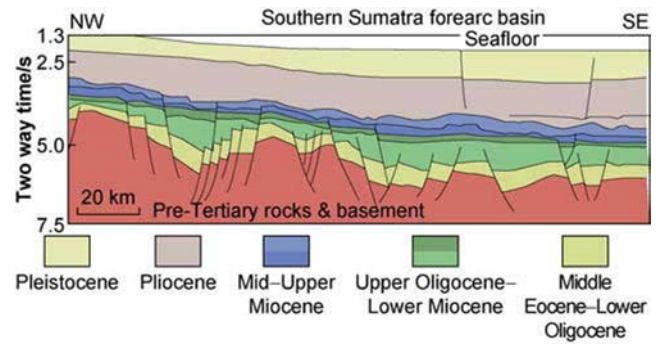 NW Southern Sumatra forearc basin SE
Seafloor
1.3
2.5
5.0
7.5
Two way time/s
20 km
Pre-Tertiary rocks & basement
Pleistocene
Pliocene
Mid–Upper
Miocene
Upper Oligocene–
Lower Miocene
Middle
Eocene–Lower
Oligocene